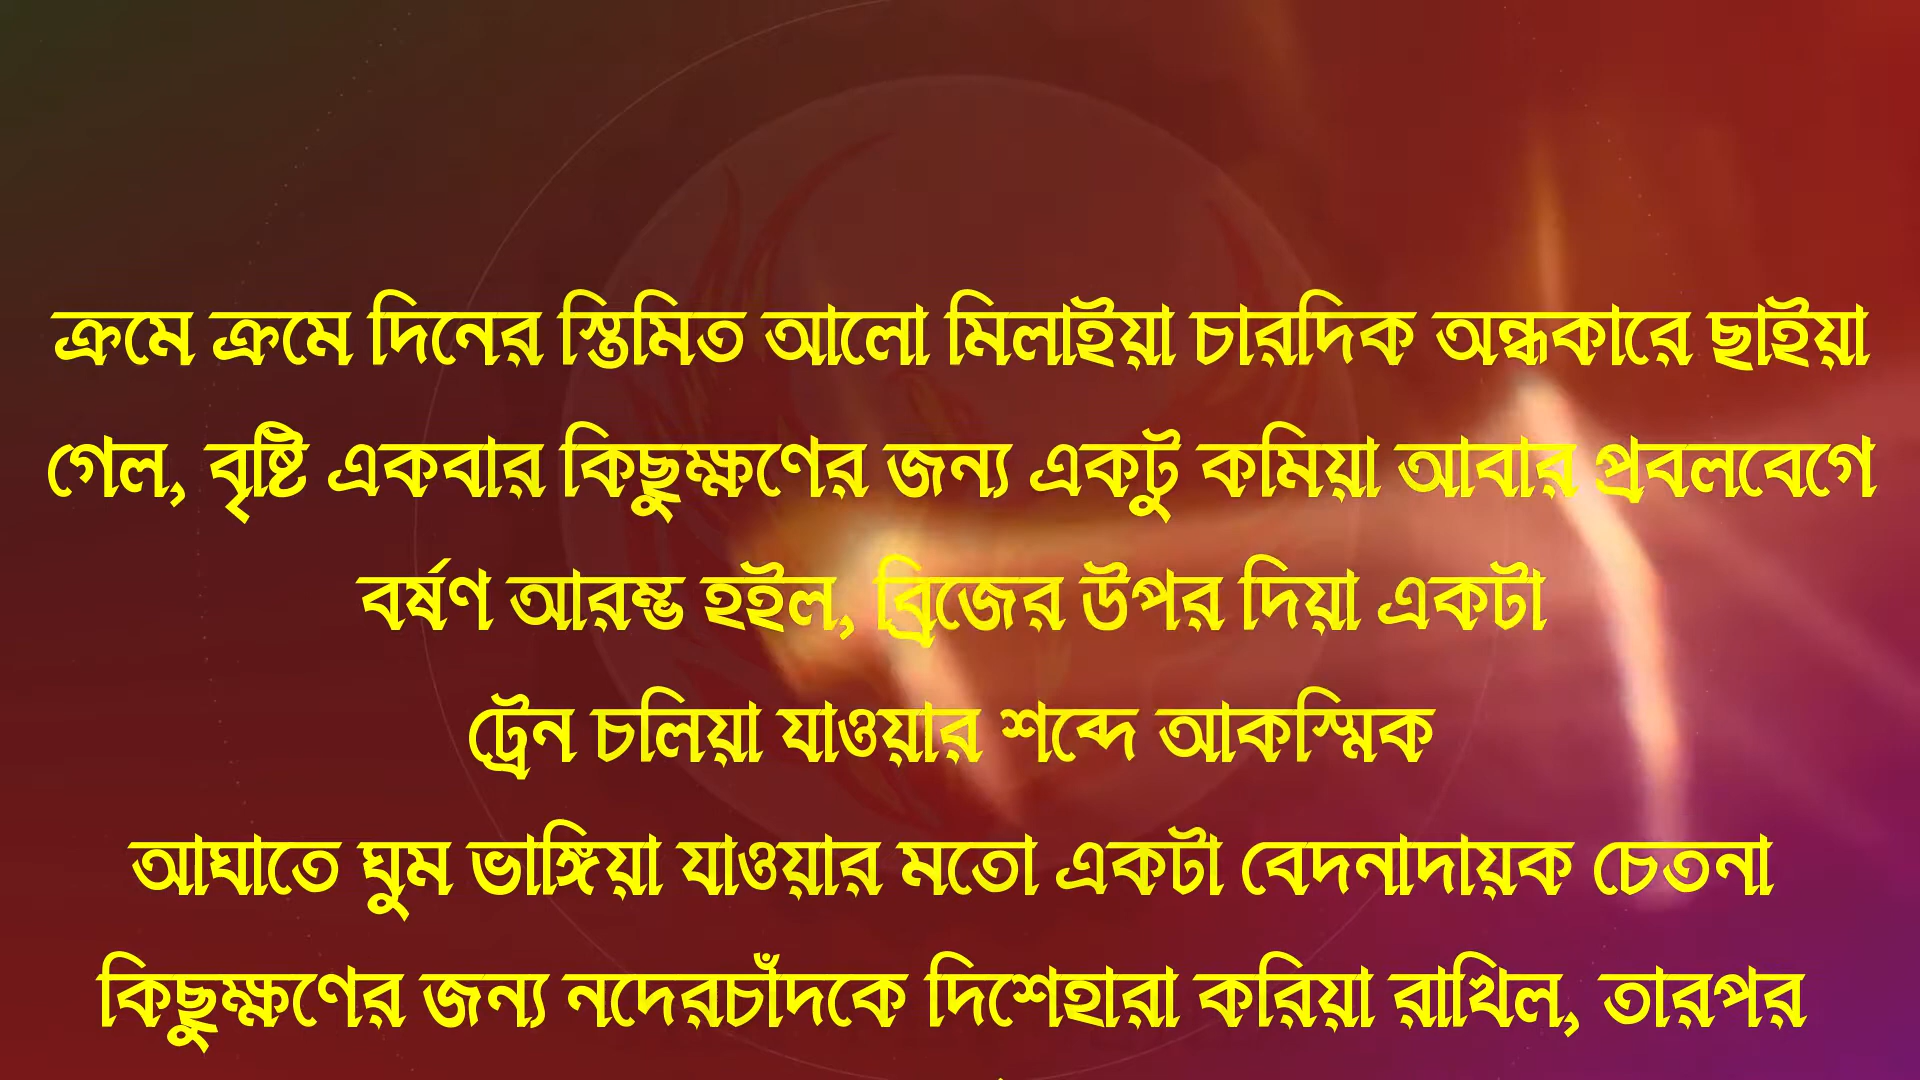 ক্রমে ক্রমে দিনের স্তিমিত আলো মিলাইয়া চারদিক অন্ধকারে ছাইয়া
গেল, বৃষ্টি একবার কিছুক্ষণের জন্য একটু কমিয়া আবার প্রবলবেগে
বর্ষণ আরম্ভ হইল, ব্রিজের উপর দিয়া একটা
ট্রেন চলিয়া যাওয়ার শব্দে আকস্মিক
আঘাতে ঘুম ভাঙ্গিয়া যাওয়ার মতো একটা বেদনাদায়ক চেতনা
কিছুক্ষণের জন্য নদেরচাঁদকে দিশেহারা করিয়া রাখিল, তারপর